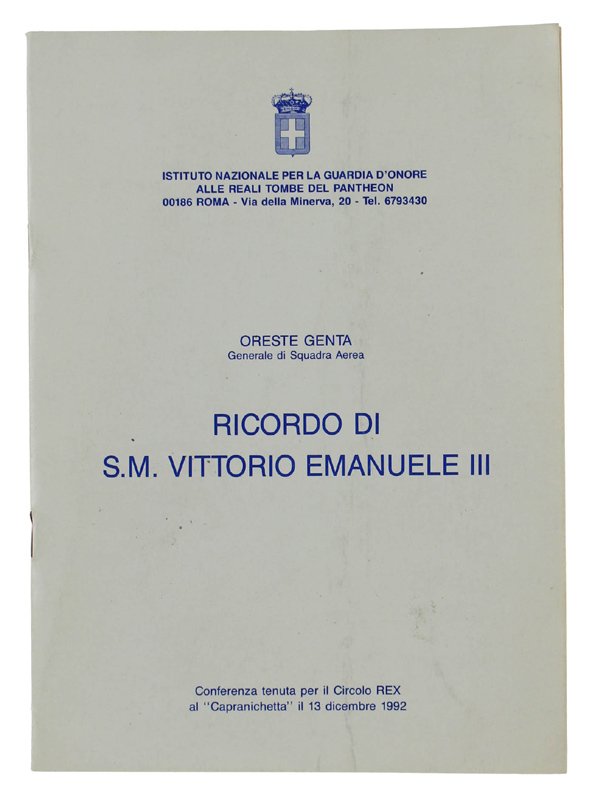 ISTITUTO NAZIONALE PER LA GUARDIA D'ONORE
ALLE REALI TOMBE DEL PANTHEON
00186 ROMA - Via della Minerva, 20 - Tel. 6793430
ORESTE GENTA
Generale di Squadra Aerea
RICORDO DI
S.M. VITTORIO EMANUELE III
Conferenza tenuta per il Circolo REX
al "Capranichetta" il 13 dicembre 1992